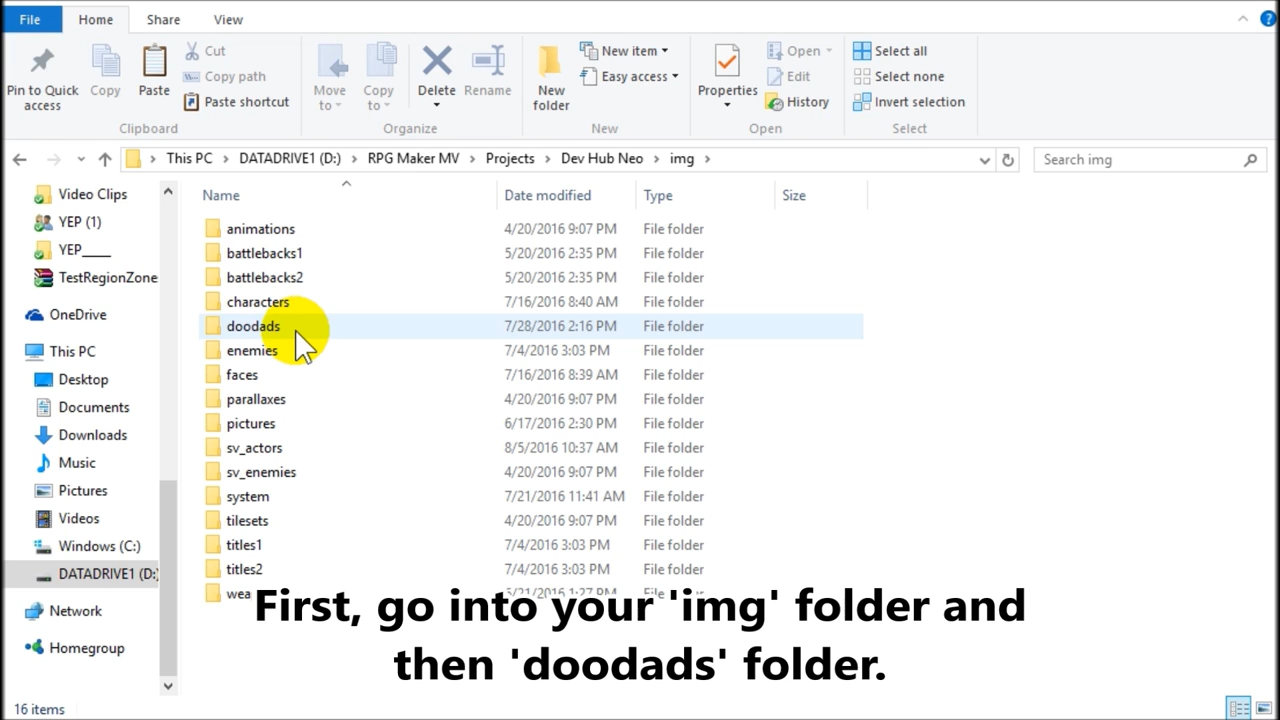 File Home Share View
Pin to Quick access
Copy
Paste
Cut
Copy path
Paste shortcut
Clipboard
Move to
Copy to
Delete
Rename
Organize
New folder
New item
Easy access
New
Properties
Open
Edit
History
Open
Select all
Select none
Invert selection
Select
This PC > DATADRIVE1 (D:) > RPG Maker MV > Projects > Dev Hub Neo > img >
Search img
Video Clips
YEP (1)
YEP____
TestRegionZone
OneDrive
This PC
Desktop
Documents
Downloads
Music
Pictures
Videos
Windows (C:)
DATADRIVE1 (D:)
Network
Homegroup
Name Date modified Type Size
animations 4/20/2016 9:07 PM File folder
battlebacks1 5/20/2016 2:35 PM File folder
battlebacks2 5/20/2016 2:35 PM File folder
characters 7/16/2016 8:40 AM File folder
doodads 7/28/2016 2:16 PM File folder
enemies 7/4/2016 3:03 PM File folder
faces 7/16/2016 8:39 AM File folder
parallaxes 4/20/2016 9:07 PM File folder
pictures 6/17/2016 2:30 PM File folder
sv_actors 8/5/2016 10:37 AM File folder
sv_enemies 4/20/2016 9:07 PM File folder
system 7/21/2016 11:41 AM File folder
tilesets 4/20/2016 9:07 PM File folder
titles1 7/4/2016 3:03 PM File folder
titles2 7/4/2016 3:03 PM File folder
First, go into your 'img' folder and
then 'doodads' folder.
16 items